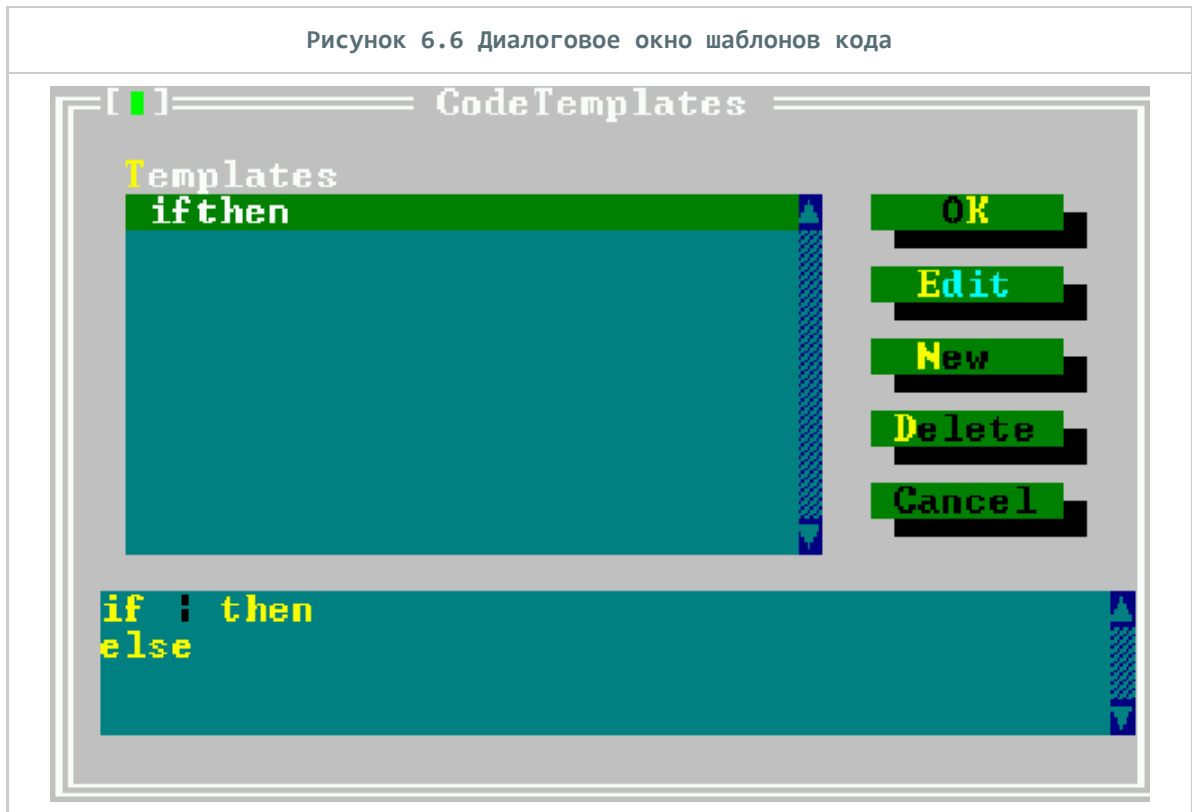 Рисунок 6.6 Диалоговое окно шаблонов кода
[▮] CodeTemplates
Templates
ifthen
OK
Edit
New
Delete
Cancel
if ¦ then
else